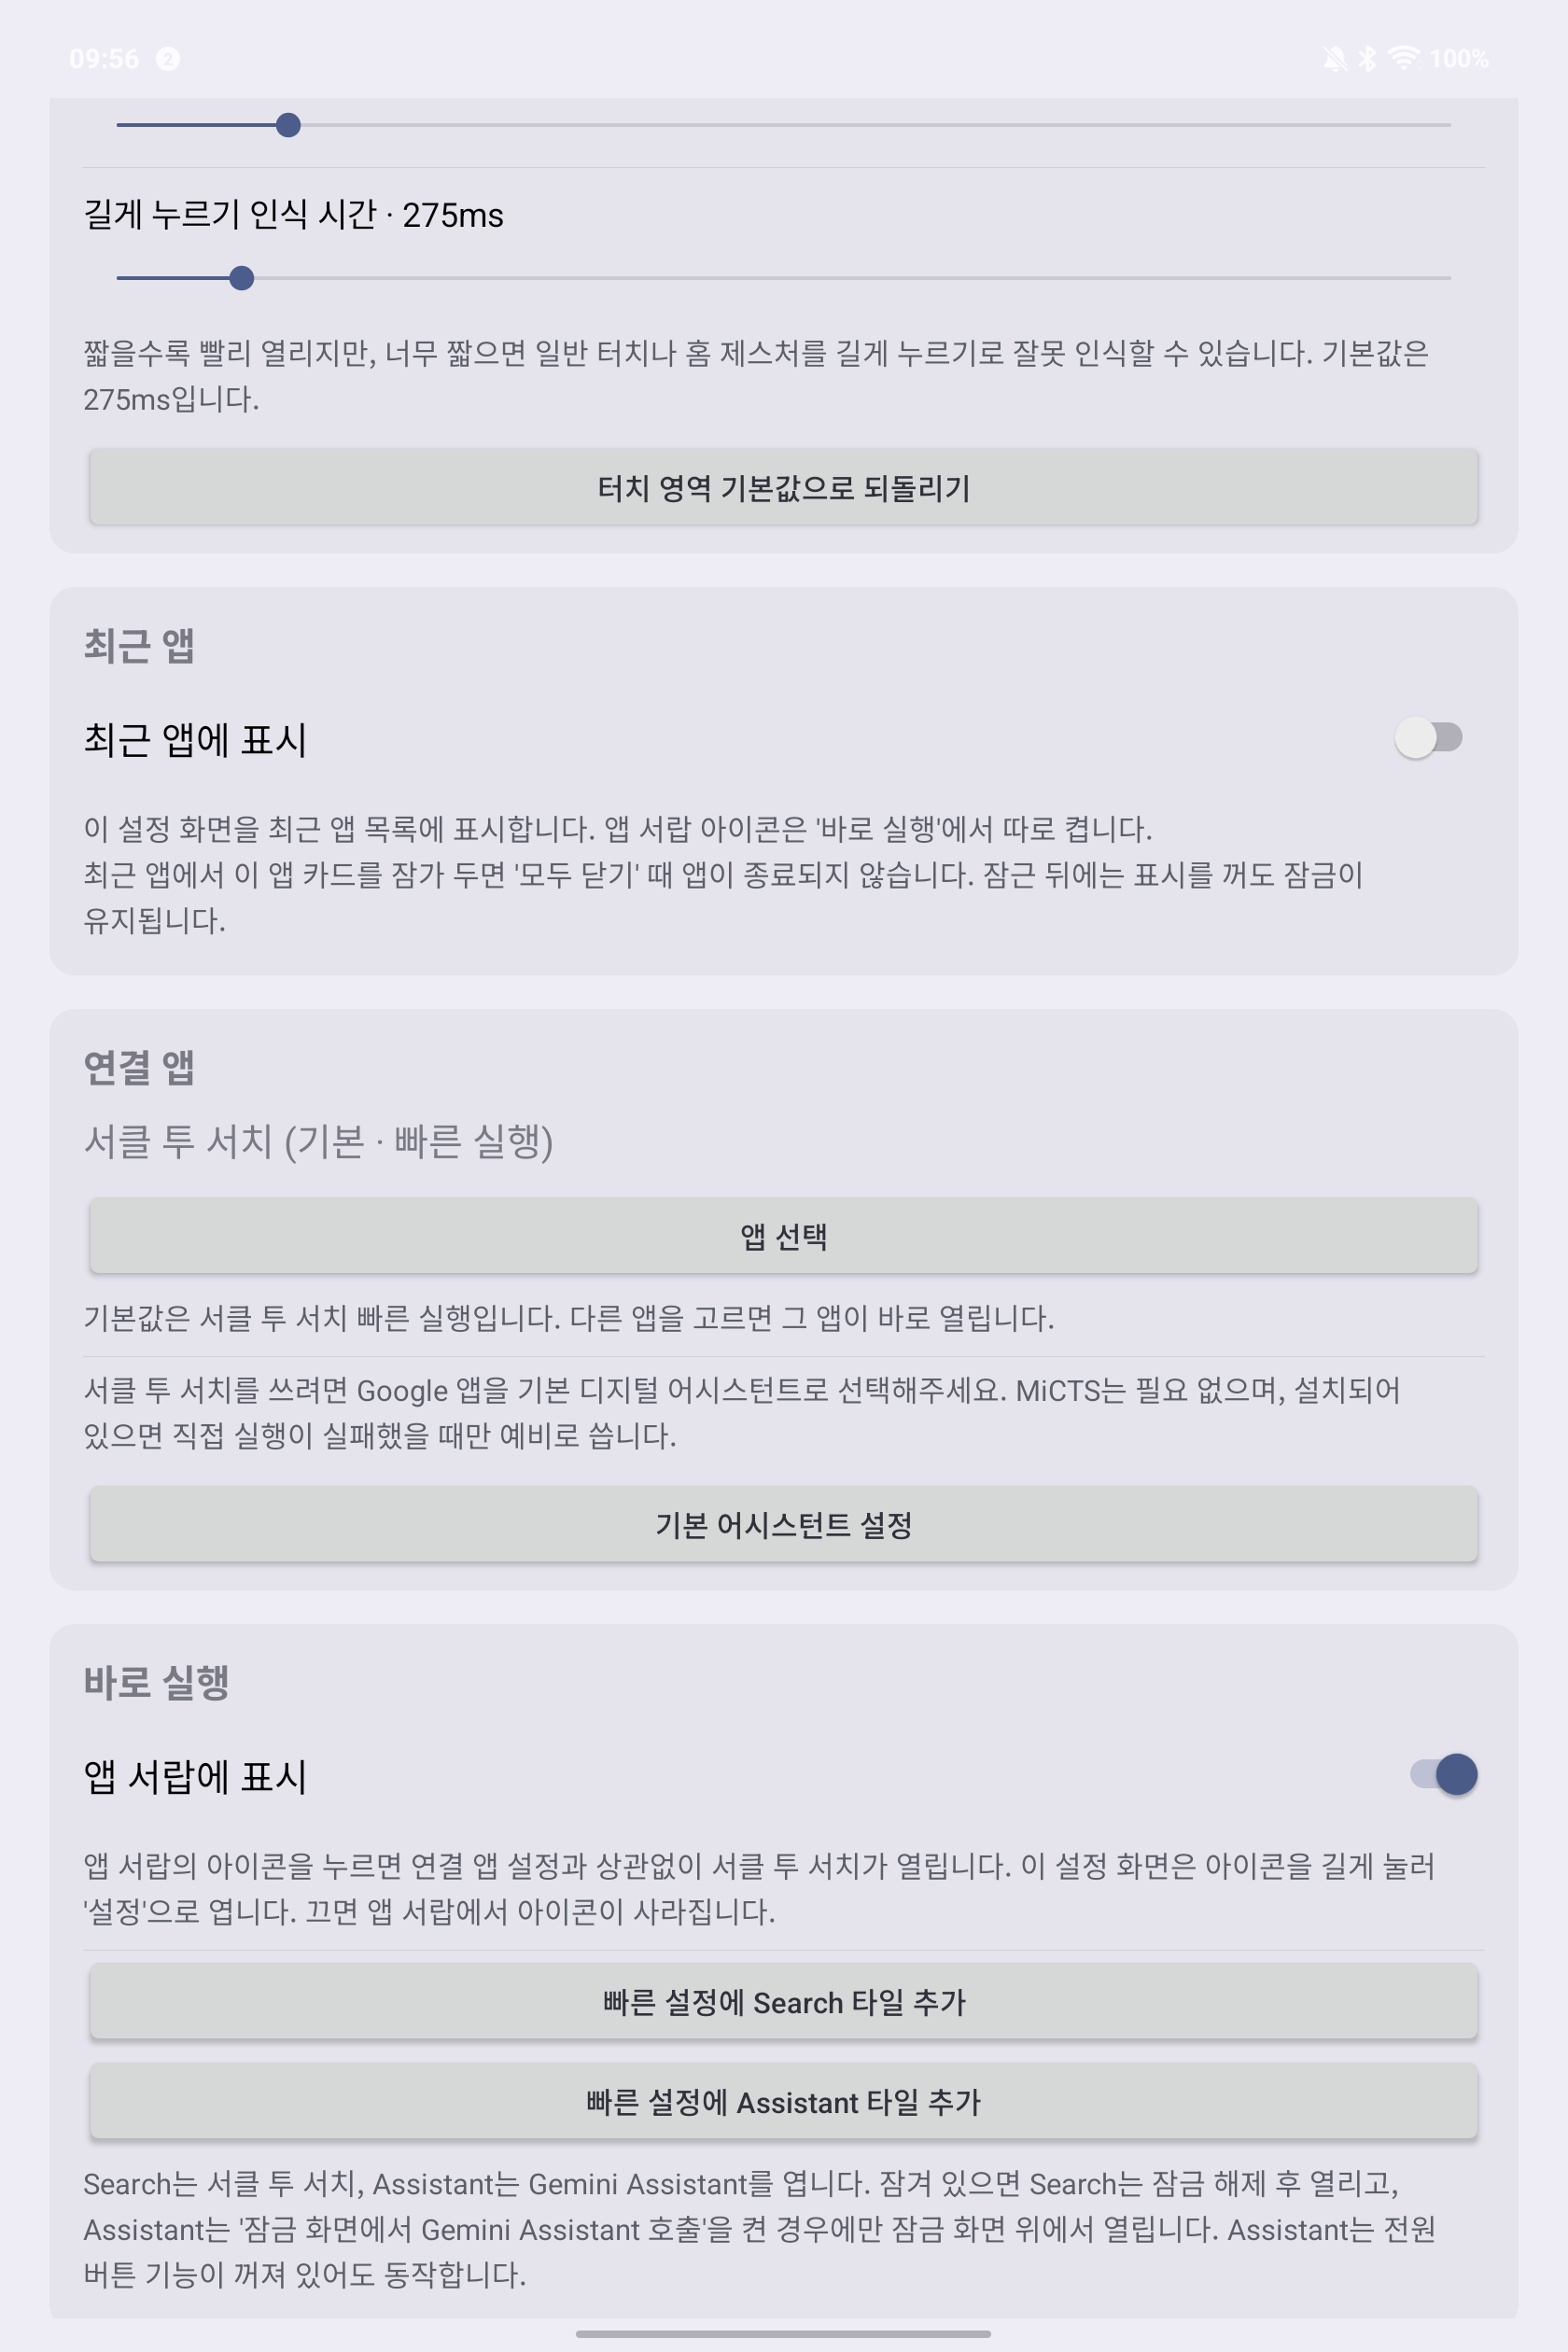 09:56 2 100%
길게 누르기 인식 시간 · 275ms
짧을수록 빨리 열리지만, 너무 짧으면 일반 터치나 홈 제스처를 길게 누르기로 잘못 인식할 수 있습니다. 기본값은
275ms입니다.
터치 영역 기본값으로 되돌리기
최근 앱
최근 앱에 표시
이 설정 화면을 최근 앱 목록에 표시합니다. 앱 서랍 아이콘은 '바로 실행'에서 따로 켭니다.
최근 앱에서 이 앱 카드를 잠가 두면 '모두 닫기' 때 앱이 종료되지 않습니다. 잠근 뒤에는 표시를 꺼도 잠금이
유지됩니다.
연결 앱
서클 투 서치 (기본 · 빠른 실행)
앱 선택
기본값은 서클 투 서치 빠른 실행입니다. 다른 앱을 고르면 그 앱이 바로 열립니다.
서클 투 서치를 쓰려면 Google 앱을 기본 디지털 어시스턴트로 선택해주세요. MiCTS는 필요 없으며, 설치되어
있으면 직접 실행이 실패했을 때만 예비로 씁니다.
기본 어시스턴트 설정
바로 실행
앱 서랍에 표시
앱 서랍의 아이콘을 누르면 연결 앱 설정과 상관없이 서클 투 서치가 열립니다. 이 설정 화면은 아이콘을 길게 눌러
'설정'으로 엽니다. 끄면 앱 서랍에서 아이콘이 사라집니다.
빠른 설정에 Search 타일 추가
빠른 설정에 Assistant 타일 추가
Search는 서클 투 서치, Assistant는 Gemini Assistant를 엽니다. 잠겨 있으면 Search는 잠금 해제 후 열리고,
Assistant는 '잠금 화면에서 Gemini Assistant 호출'을 켠 경우에만 잠금 화면 위에서 열립니다. Assistant는 전원
버튼 기능이 꺼져 있어도 동작합니다.